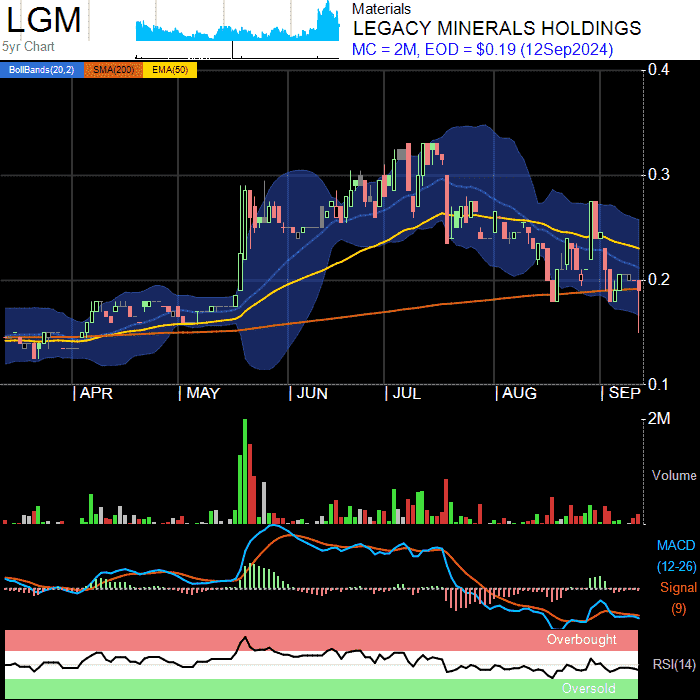 LGM
5yr Chart
Materials
LEGACY MINERALS HOLDINGS
MC = 2M, EOD = $0.19 (12Sep2024)
BollBands(20,2) SMA(200) EMA(50)
0.4
0.3
0.2
0.1
APR MAY JUN JUL AUG SEP
2M
Volume
MACD
(12-26)
Signal
(9)
Overbought
RSI(14)
Oversold